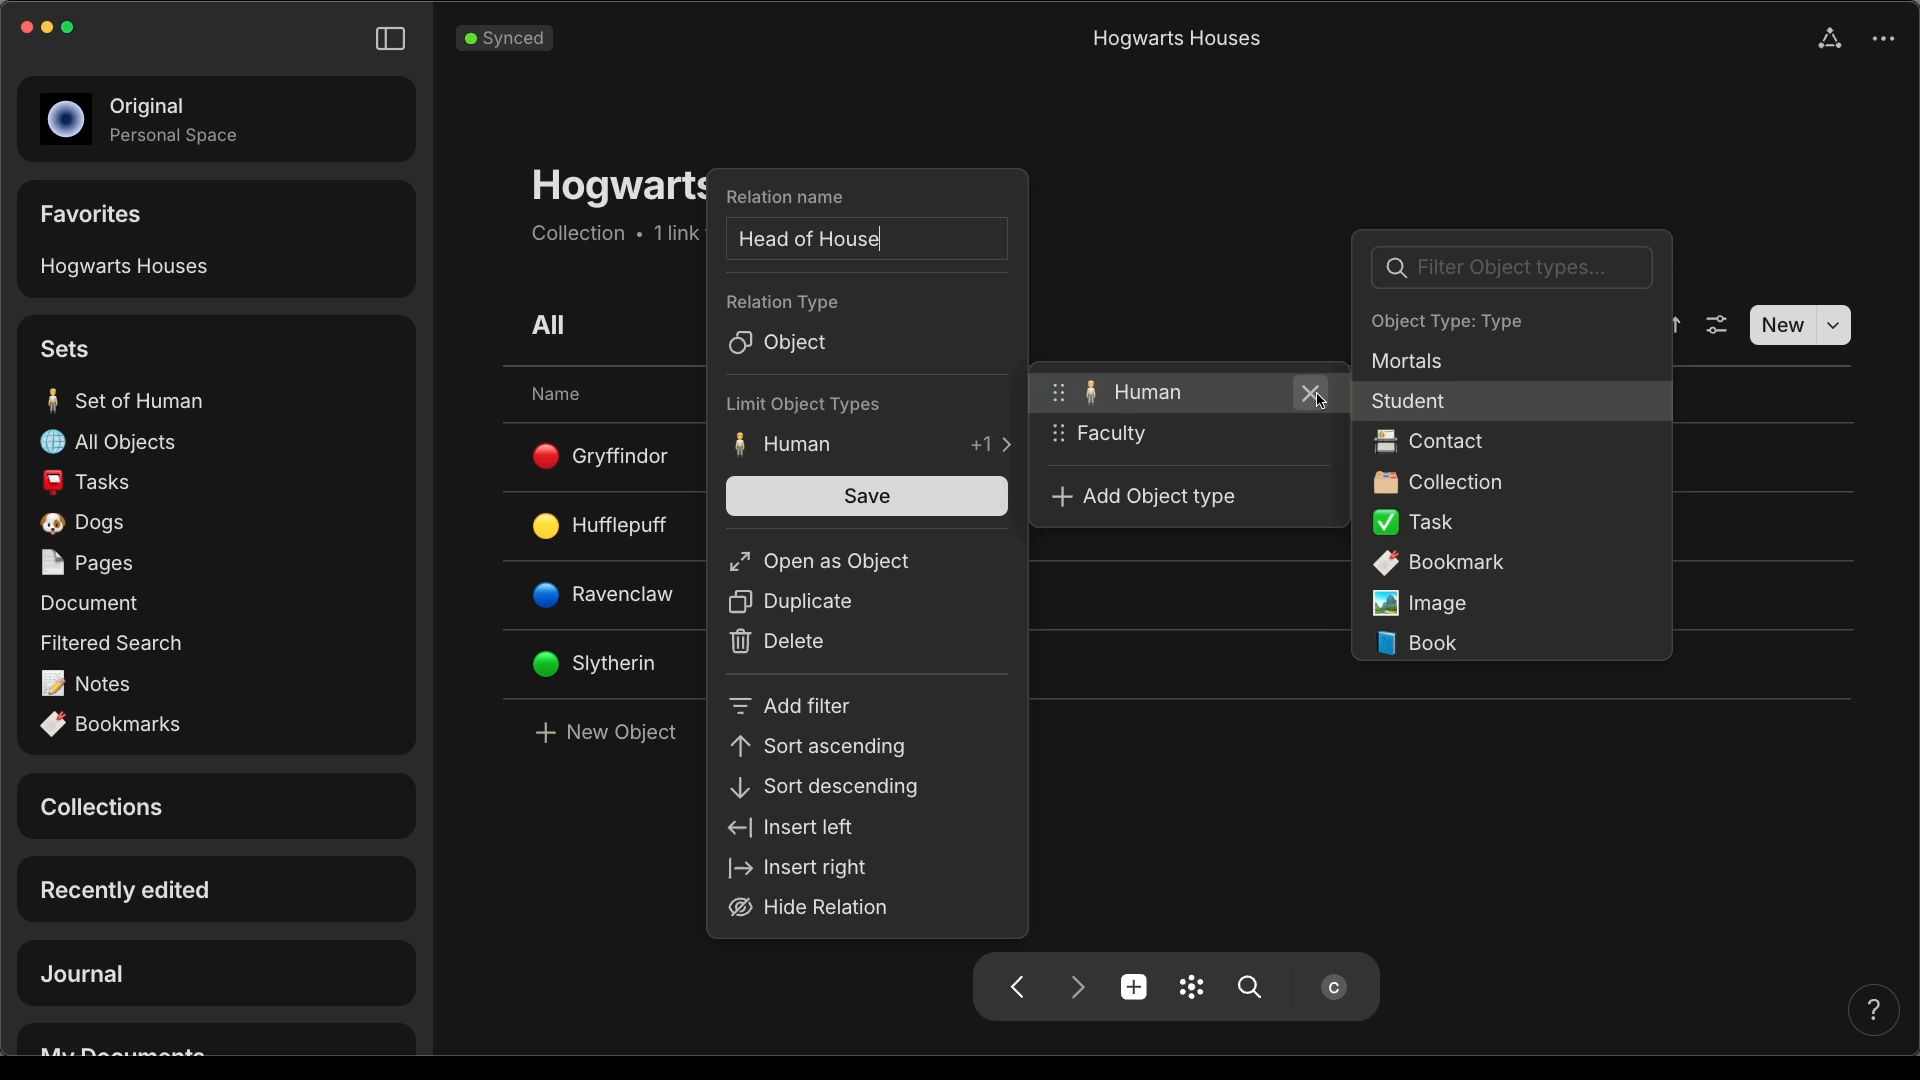 Synced
Hogwarts Houses
Original
Personal Space
Favorites
Hogwarts Houses
Sets
Set of Human
All Objects
Tasks
Dogs
Pages
Document
Filtered Search
Notes
Bookmarks
Collections
Recently edited
Journal
My Documents
Hogwarts
Collection • 1 link
All
New
Name
Gryffindor
Hufflepuff
Ravenclaw
Slytherin
New Object
Relation name
Head of House
Relation Type
Object
Limit Object Types
Human +1
Save
Open as Object
Duplicate
Delete
Add filter
Sort ascending
Sort descending
Insert left
Insert right
Hide Relation
Human
Faculty
Add Object type
Filter Object types...
Object Type: Type
Mortals
Student
Contact
Collection
Task
Bookmark
Image
Book
C
?